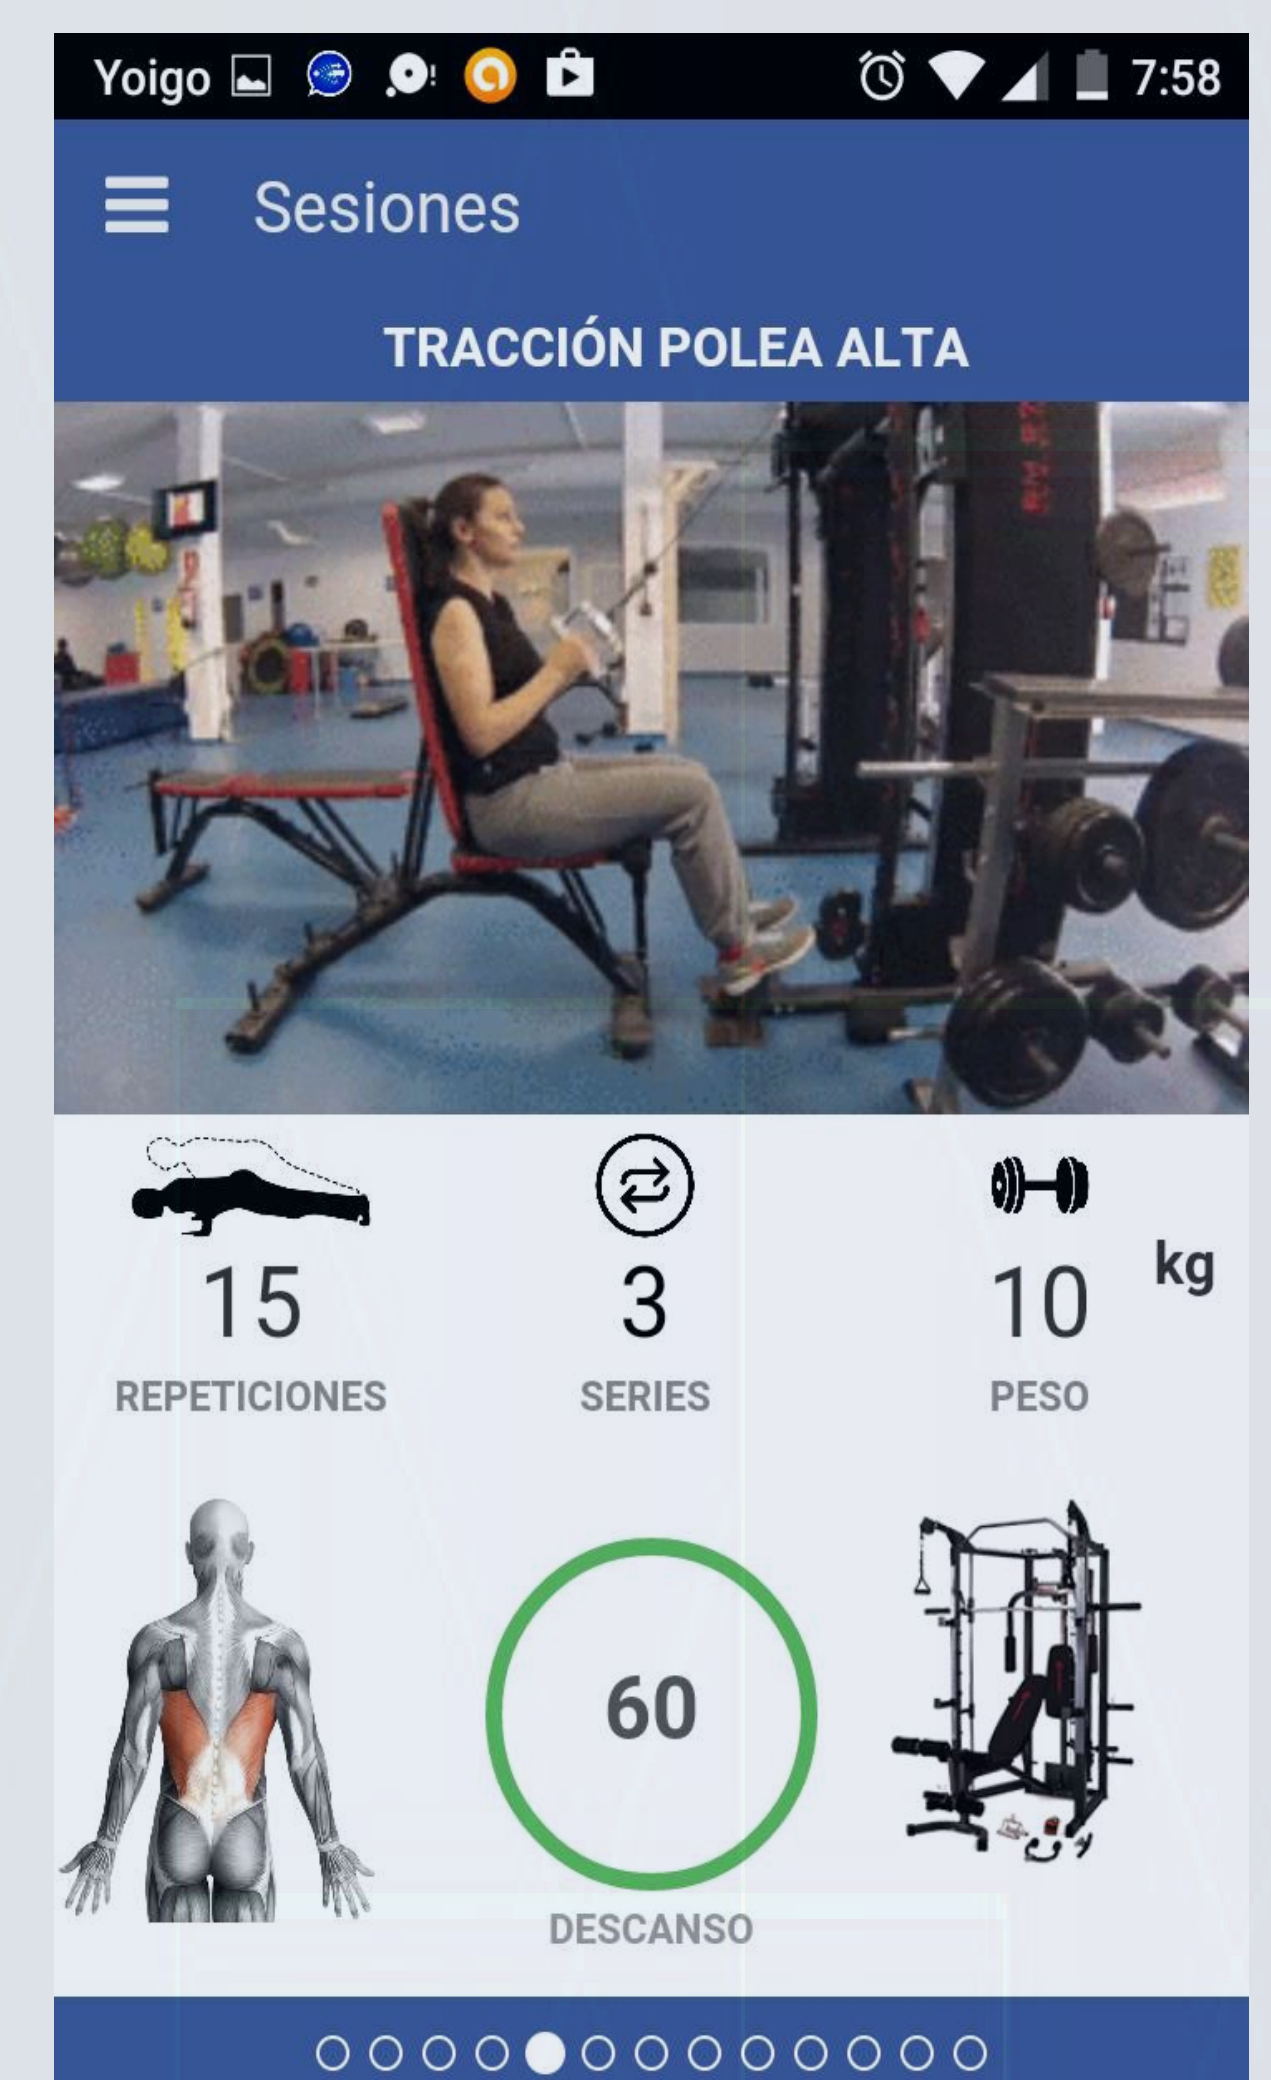 Yoigo 7:58
Sesiones
TRACCIÓN POLEA ALTA
15
3
10 kg
REPETICIONES
SERIES
PESO
60
DESCANSO